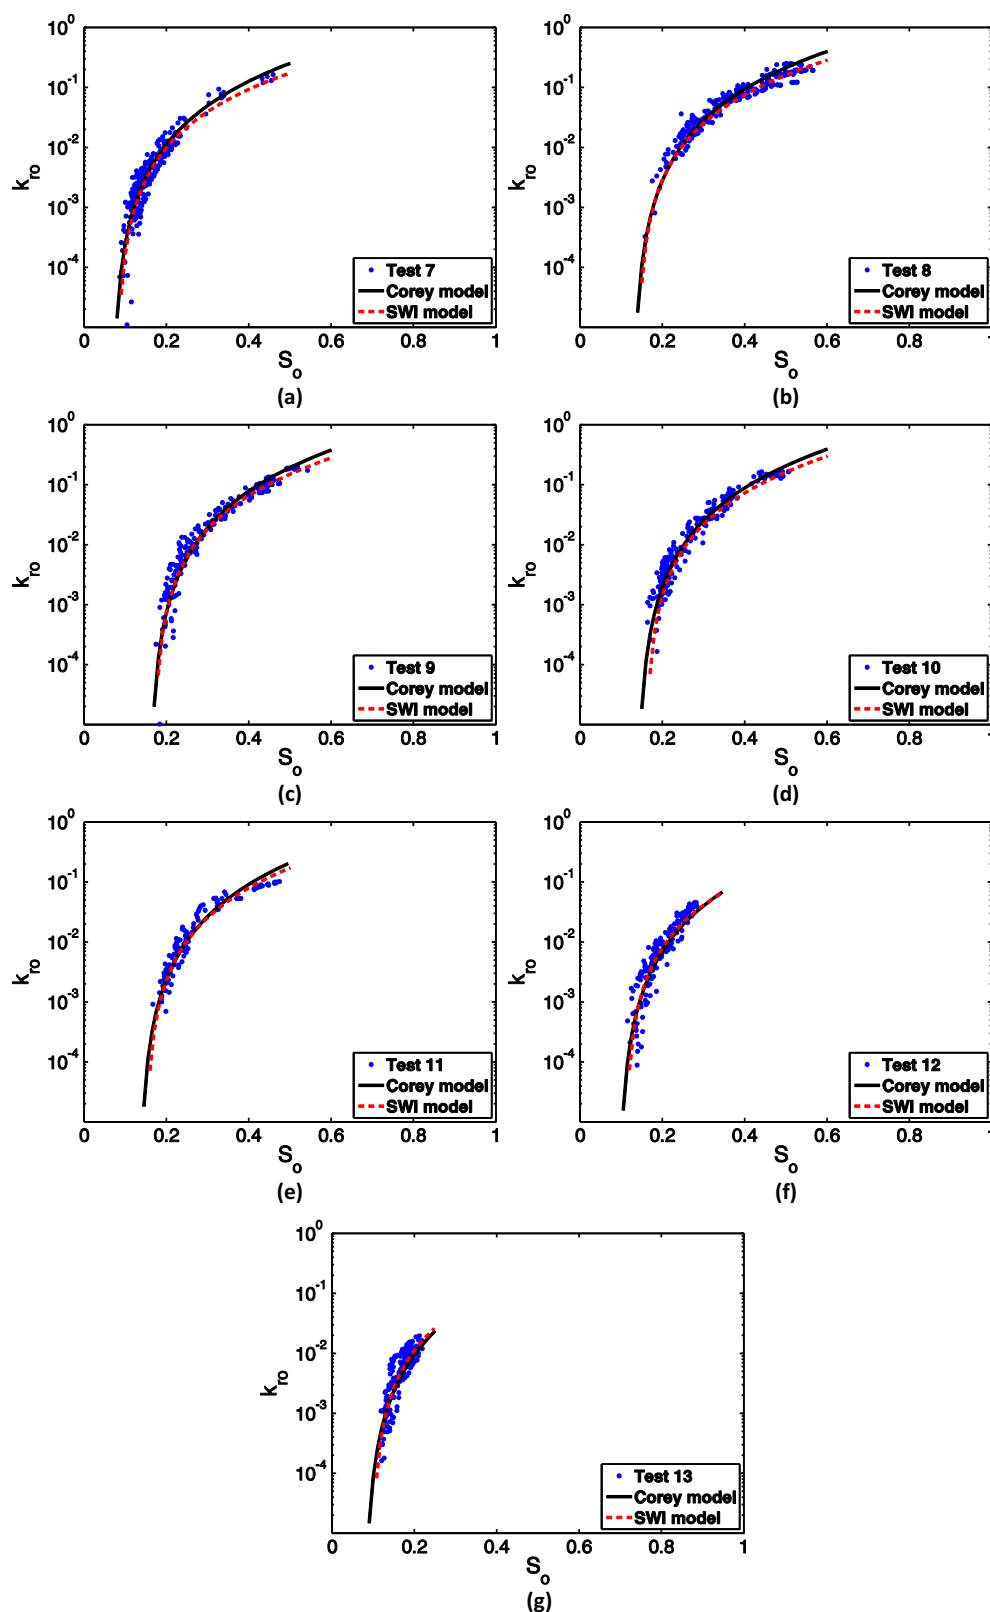 10^0
10^-1
10^-2
10^-3
10^-4
k_ro
Test 7
Corey model
SWI model
0 0.2 0.4 0.6 0.8 1
S_o
(a)
10^0
10^-1
10^-2
10^-3
10^-4
k_ro
Test 8
Corey model
SWI model
0 0.2 0.4 0.6 0.8 1
S_o
(b)
10^0
10^-1
10^-2
10^-3
10^-4
k_ro
Test 9
Corey model
SWI model
0 0.2 0.4 0.6 0.8 1
S_o
(c)
10^0
10^-1
10^-2
10^-3
10^-4
k_ro
Test 10
Corey model
SWI model
0 0.2 0.4 0.6 0.8 1
S_o
(d)
10^0
10^-1
10^-2
10^-3
10^-4
k_ro
Test 11
Corey model
SWI model
0 0.2 0.4 0.6 0.8 1
S_o
(e)
10^0
10^-1
10^-2
10^-3
10^-4
k_ro
Test 12
Corey model
SWI model
0 0.2 0.4 0.6 0.8 1
S_o
(f)
10^0
10^-1
10^-2
10^-3
10^-4
k_ro
Test 13
Corey model
SWI model
0 0.2 0.4 0.6 0.8 1
S_o
(g)